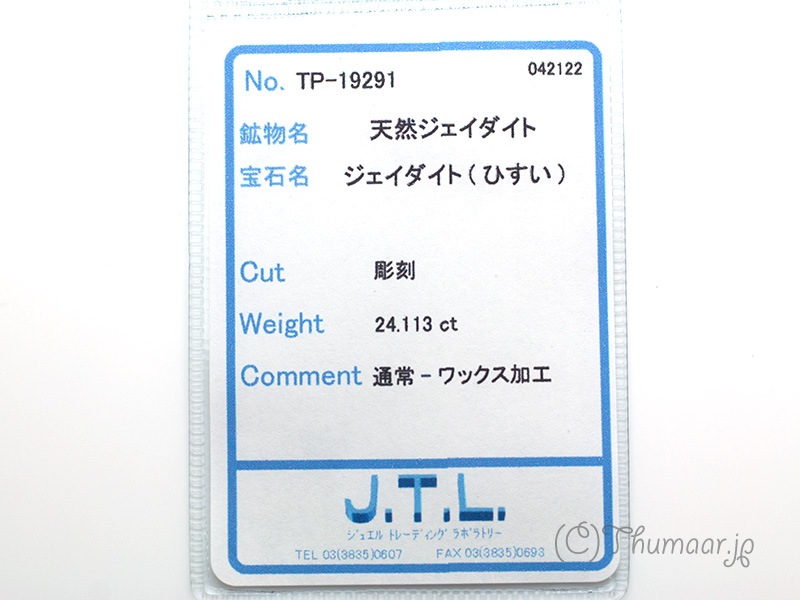 No. TP-19291 042122
鉱物名 天然ジェイダイト
宝石名 ジェイダイト(ひすい)
Cut 彫刻
Weight 24.113 ct
Comment 通常-ワックス加工
J.T.L.
ジュエル トレーディング ラボラトリー
TEL 03(3835)0607 FAX 03(3835)0693
(C)Thumaar.jp